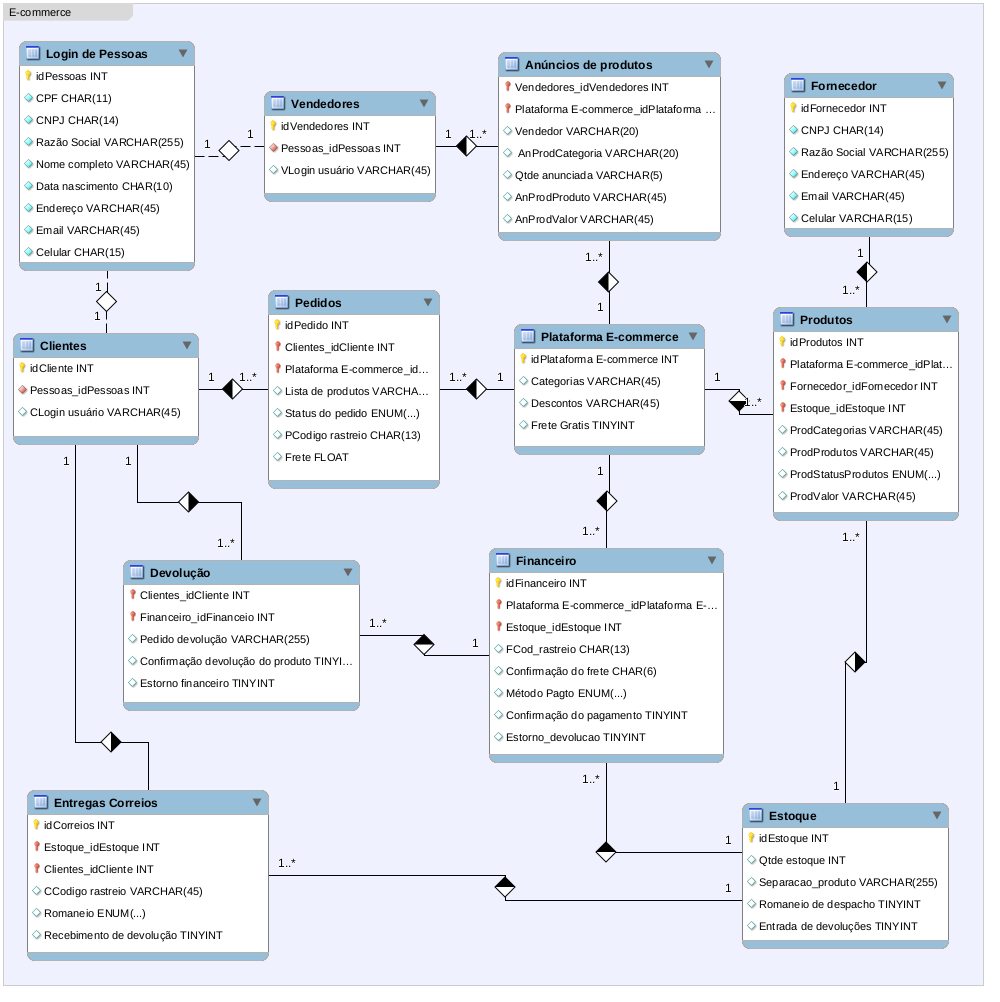 E-commerce
Login de Pessoas
idPessoas INT
CPF CHAR(11)
CNPJ CHAR(14)
Razão Social VARCHAR(255)
Nome completo VARCHAR(45)
Data nascimento CHAR(10)
Endereço VARCHAR(45)
Email VARCHAR(45)
Celular CHAR(15)
1
1
Vendedores
idVendedores INT
Pessoas_idPessoas INT
VLogin usuário VARCHAR(45)
1
1..*
Anúncios de produtos
Vendedores_idVendedores INT
Plataforma E-commerce_idPlataforma ...
Vendedor VARCHAR(20)
AnProdCategoria VARCHAR(20)
Qtde anunciada VARCHAR(5)
AnProdProduto VARCHAR(45)
AnProdValor VARCHAR(45)
Fornecedor
idFornecedor INT
CNPJ CHAR(14)
Razão Social VARCHAR(255)
Endereço VARCHAR(45)
Email VARCHAR(45)
Celular VARCHAR(15)
1
1
1..*
1
1
1..*
Clientes
idCliente INT
Pessoas_idPessoas INT
CLogin usuário VARCHAR(45)
1
1..*
Pedidos
idPedido INT
Clientes_idCliente INT
Plataforma E-commerce_id...
Lista de produtos VARCHA...
Status do pedido ENUM(...)
PCodigo rastreio CHAR(13)
Frete FLOAT
1..*
1
Plataforma E-commerce
idPlataforma E-commerce INT
Categorias VARCHAR(45)
Descontos VARCHAR(45)
Frete Gratis TINYINT
1
1..*
Produtos
idProdutos INT
Plataforma E-commerce_idPlat...
Fornecedor_idFornecedor INT
Estoque_idEstoque INT
ProdCategorias VARCHAR(45)
ProdProdutos VARCHAR(45)
ProdStatusProdutos ENUM(...)
ProdValor VARCHAR(45)
1
1
1..*
1
1..*
1..*
1
Devolução
Clientes_idCliente INT
Financeiro_idFinanceio INT
Pedido devolução VARCHAR(255)
Confirmação devolução do produto TINYI...
Estorno financeiro TINYINT
1..*
1
Financeiro
idFinanceiro INT
Plataforma E-commerce_idPlataforma E-...
Estoque_idEstoque INT
FCod_rastreio CHAR(13)
Confirmação do frete CHAR(6)
Método Pagto ENUM(...)
Confirmação do pagamento TINYINT
Estorno_devolucao TINYINT
1..*
1
Entregas Correios
idCorreios INT
Estoque_idEstoque INT
Clientes_idCliente INT
CCodigo rastreio VARCHAR(45)
Romaneio ENUM(...)
Recebimento de devolução TINYINT
1..*
1
Estoque
idEstoque INT
Qtde estoque INT
Separacao_produto VARCHAR(255)
Romaneio de despacho TINYINT
Entrada de devoluções TINYINT